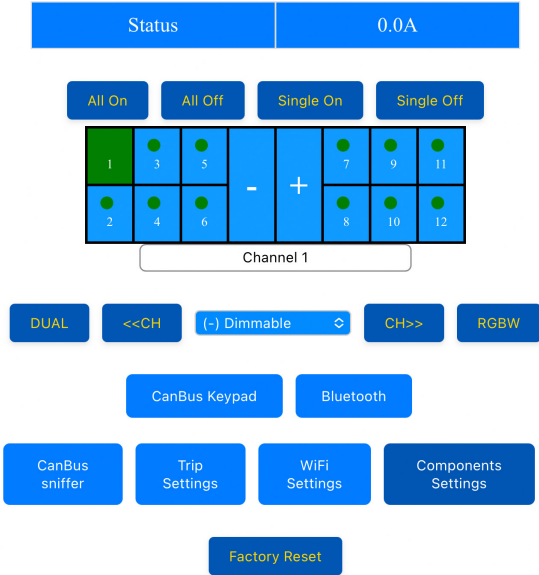 Status 0.0A
All On All Off Single On Single Off
1 3 5 - + 7 9 11
2 4 6 8 10 12
Channel 1
DUAL <<CH (-) Dimmable CH>> RGBW
CanBus Keypad Bluetooth
CanBus sniffer
Trip Settings
WiFi Settings
Components Settings
Factory Reset